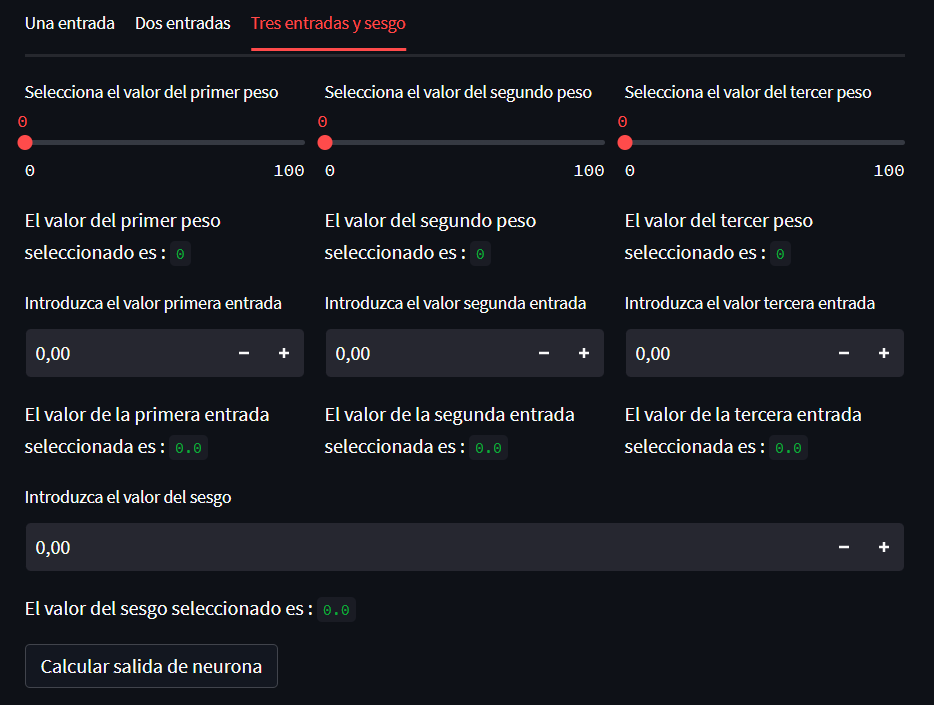 Una entrada Dos entradas Tres entradas y sesgo
Selecciona el valor del primer peso Selecciona el valor del segundo peso Selecciona el valor del tercer peso
0 0 0
0 100 0 100 0 100
El valor del primer peso El valor del segundo peso El valor del tercer peso
seleccionado es : 0 seleccionado es : 0 seleccionado es : 0
Introduzca el valor primera entrada Introduzca el valor segunda entrada Introduzca el valor tercera entrada
0,00 − + 0,00 − + 0,00 − +
El valor de la primera entrada El valor de la segunda entrada El valor de la tercera entrada
seleccionada es : 0.0 seleccionada es : 0.0 seleccionada es : 0.0
Introduzca el valor del sesgo
0,00 − +
El valor del sesgo seleccionado es : 0.0
Calcular salida de neurona